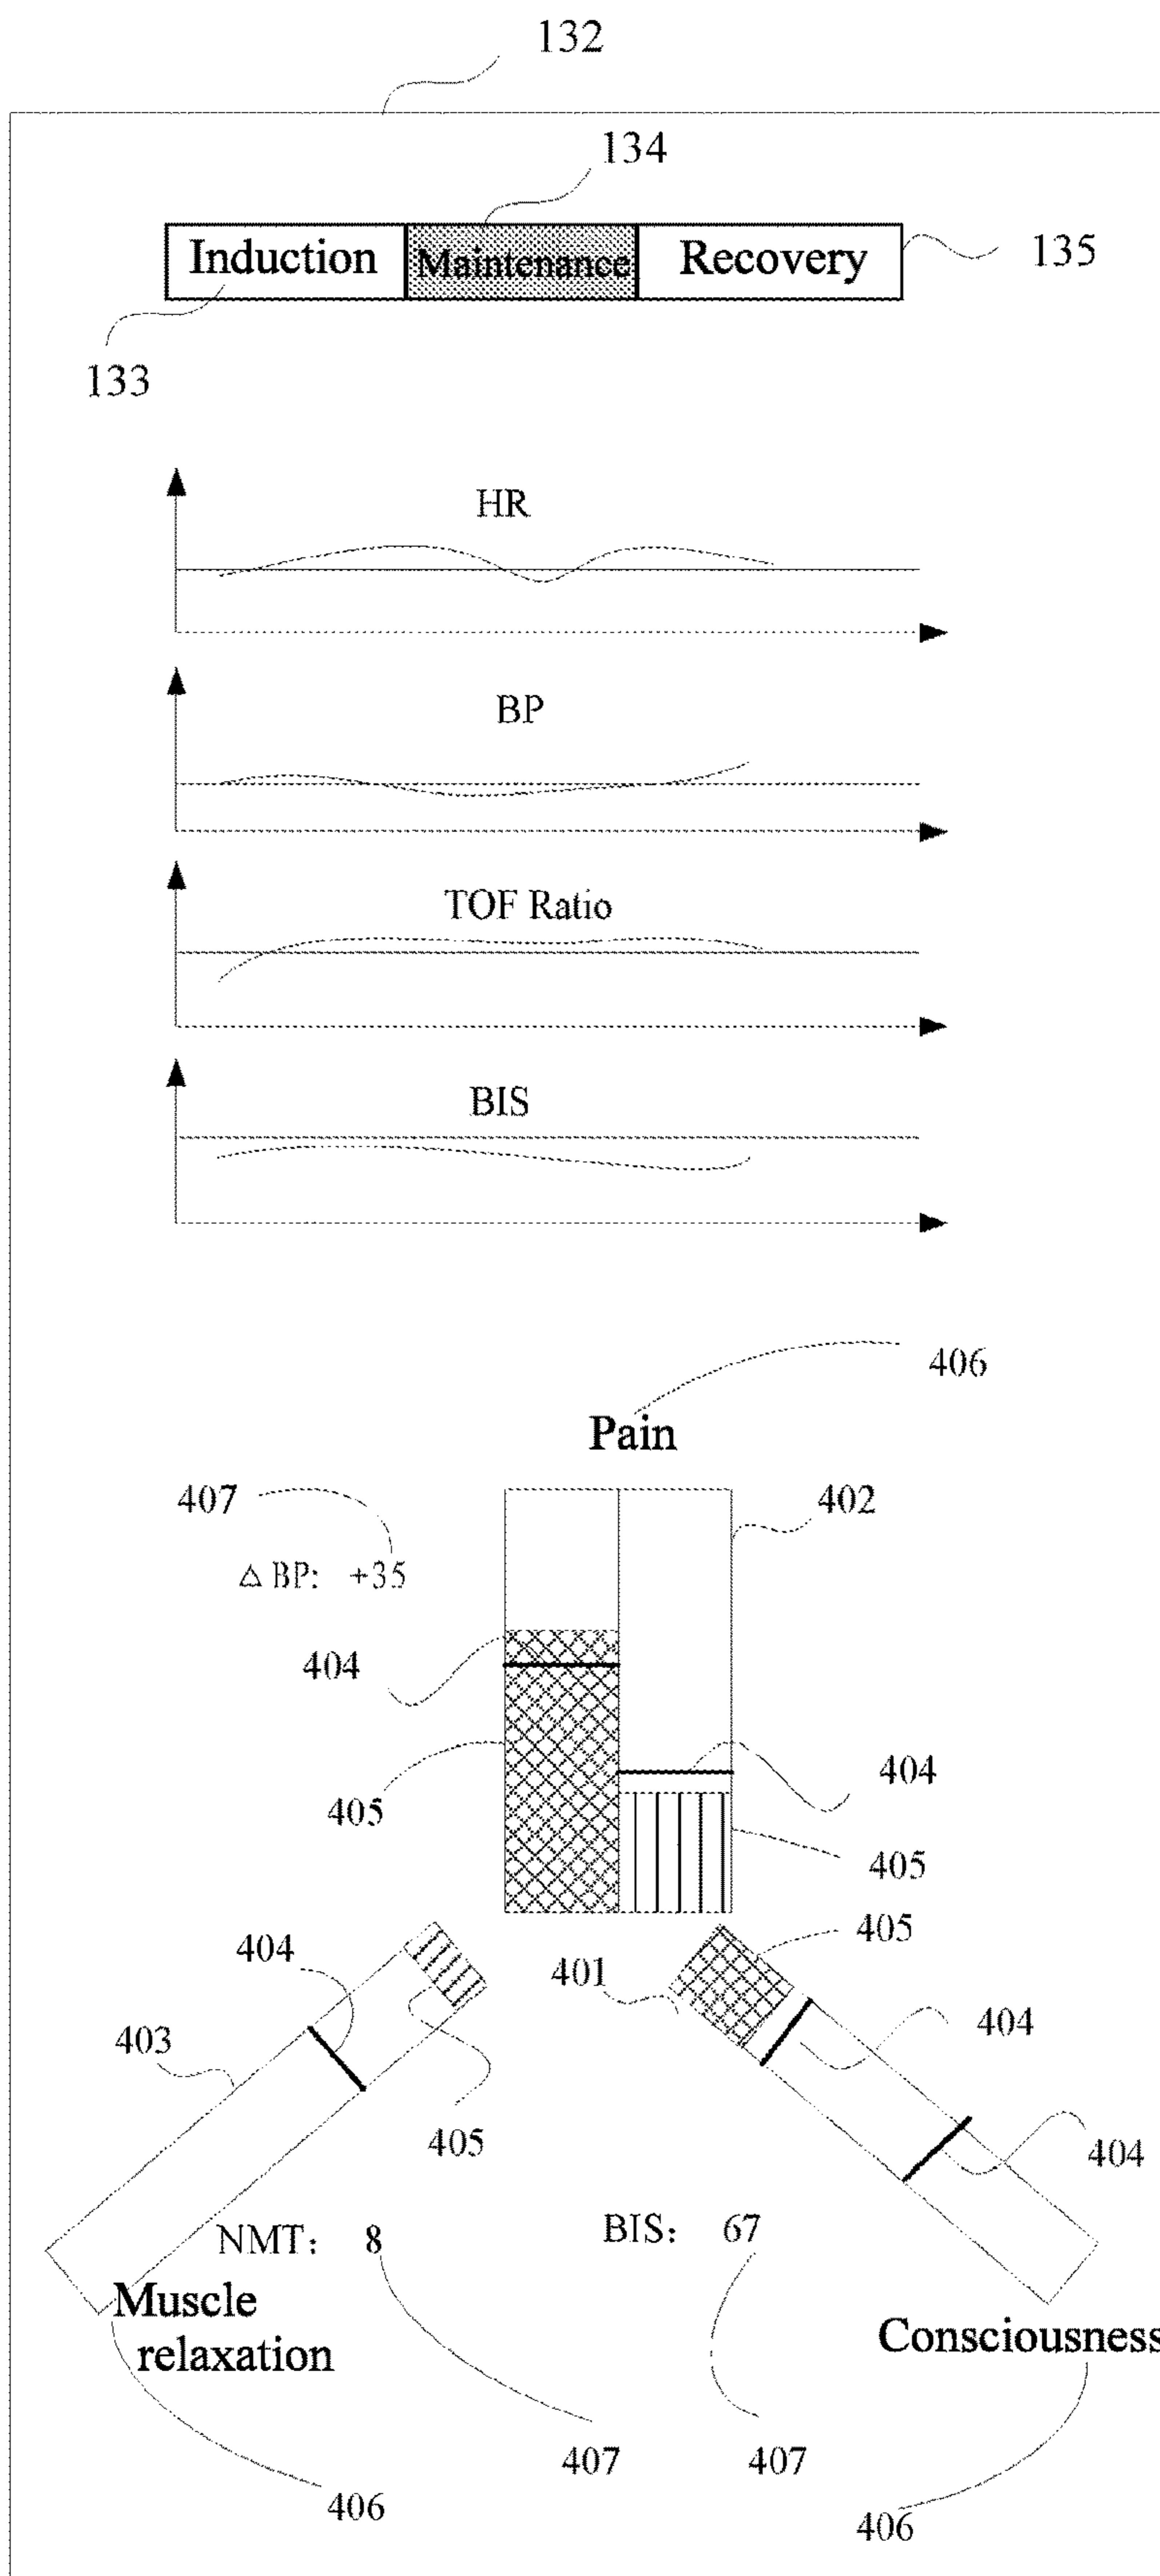 132
134
Induction Maintenance Recovery 135
133
HR
BP
TOF Ratio
BIS
406
Pain
407 402
△ BP: +35
404
404
405
405
405
404 401
404
403
405 404
NMT: 8 BIS: 67
Muscle
relaxation Consciousness
407 407
406 406